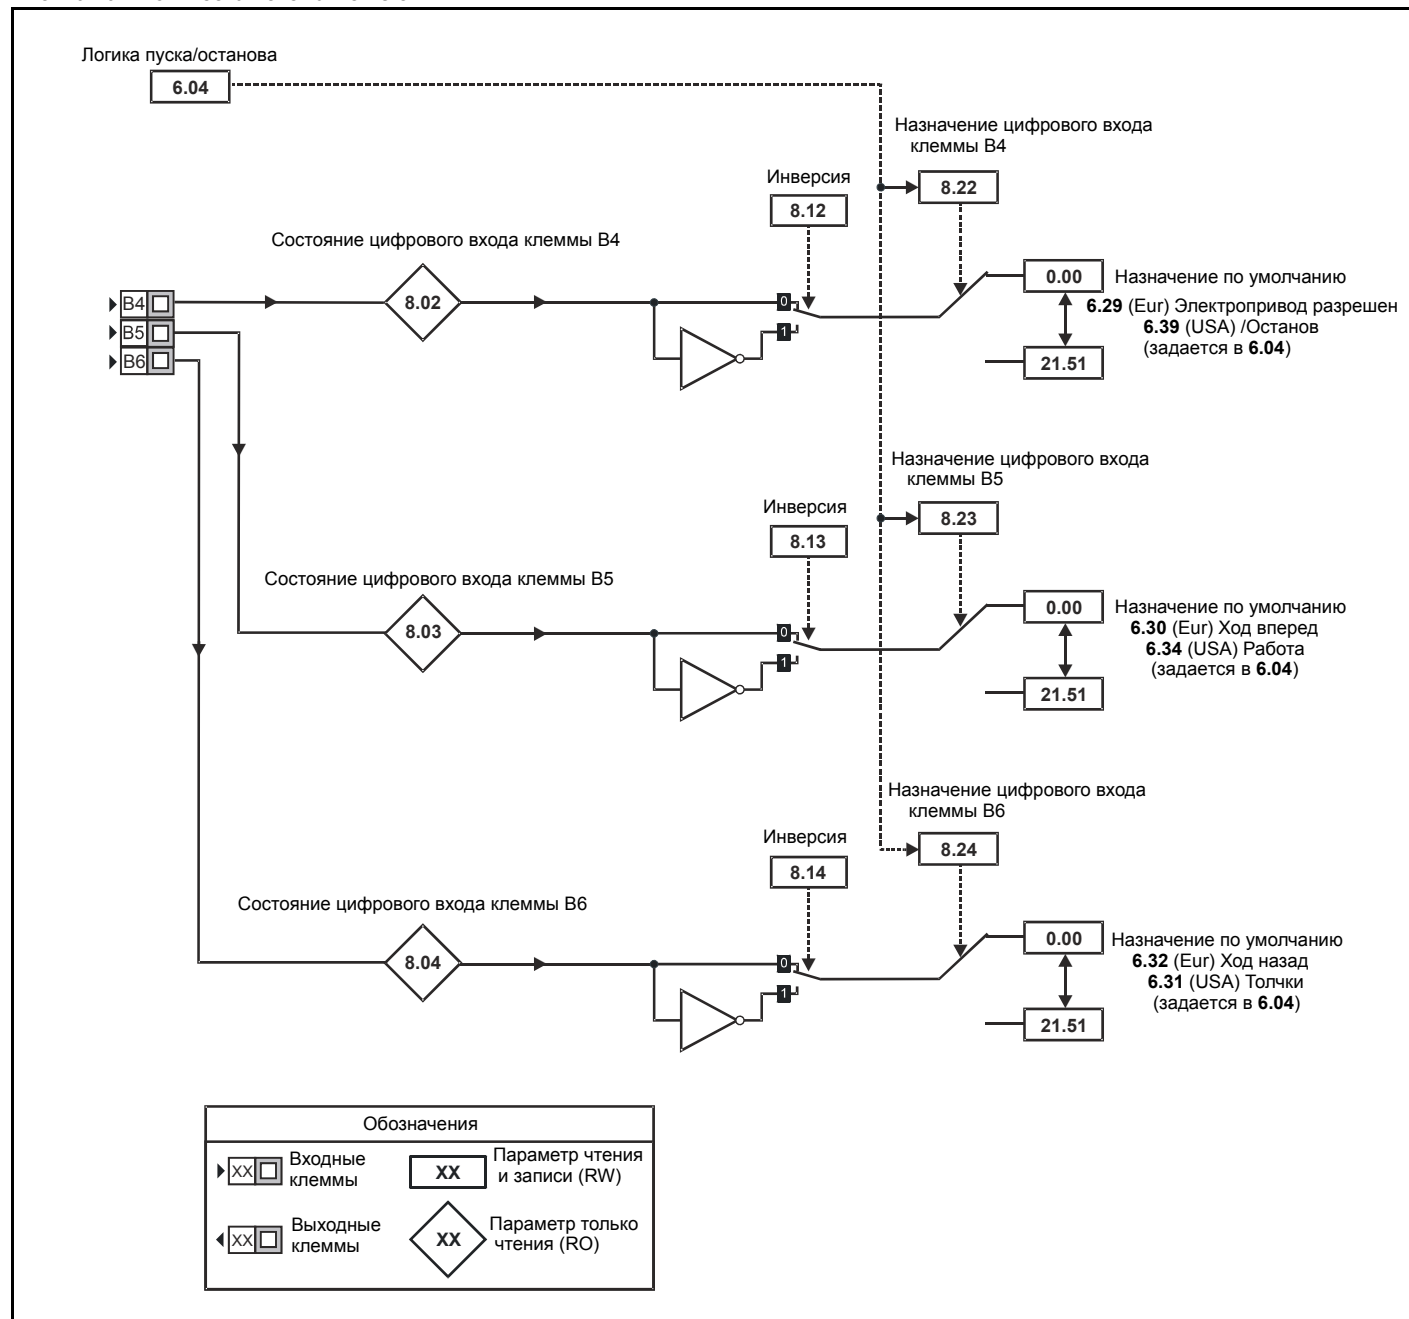 Логика пуска/останова
6.04
Назначение цифрового входа
клеммы B4
Инверсия
8.22
8.12
Состояние цифрового входа клеммы B4
8.02
0
1
0.00
Назначение по умолчанию
6.29 (Eur) Электропривод разрешен
6.39 (USA) /Останов
(задается в 6.04)
21.51
B4
B5
B6
Назначение цифрового входа
клеммы B5
Инверсия
8.23
8.13
Состояние цифрового входа клеммы B5
8.03
0
1
0.00
Назначение по умолчанию
6.30 (Eur) Ход вперед
6.34 (USA) Работа
(задается в 6.04)
21.51
Назначение цифрового входа
клеммы B6
Инверсия
8.24
8.14
Состояние цифрового входа клеммы B6
8.04
0
1
0.00
Назначение по умолчанию
6.32 (Eur) Ход назад
6.31 (USA) Толчки
(задается в 6.04)
21.51
Обозначения
XX
Входные
клеммы
XX
Параметр чтения
и записи (RW)
XX
Выходные
клеммы
XX
Параметр только
чтения (RO)